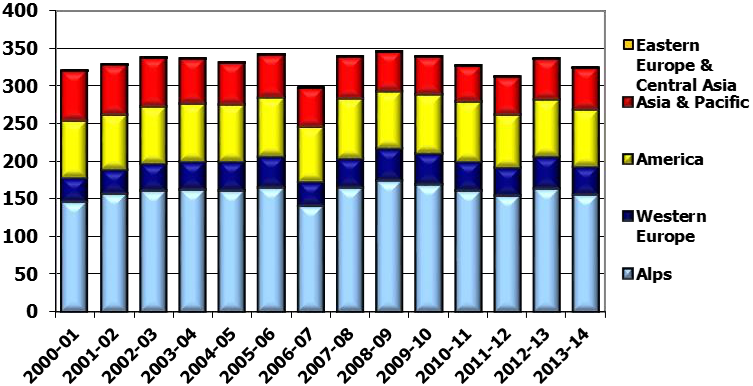 400
350
300
250
200
150
100
50
0
2000-01
2001-02
2002-03
2003-04
2004-05
2005-06
2006-07
2007-08
2008-09
2009-10
2010-11
2011-12
2012-13
2013-14
Eastern
Europe &
Central Asia
Asia & Pacific
America
Western
Europe
Alps